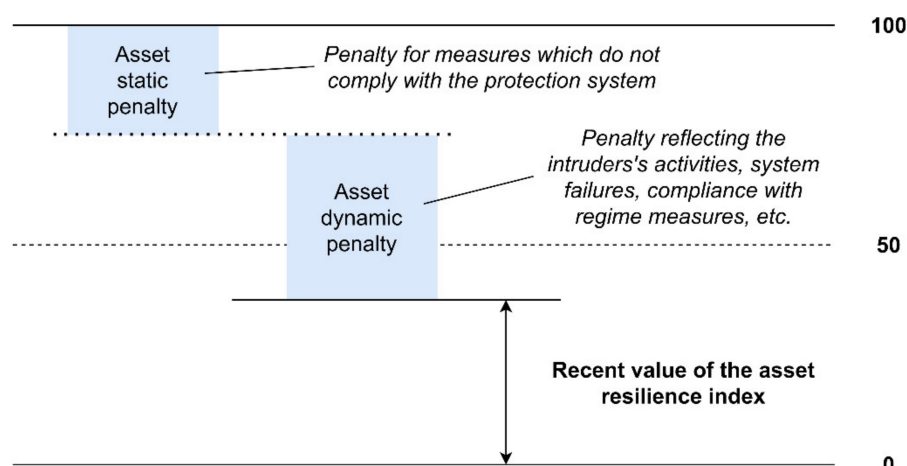 100
Asset
static
penalty
Penalty for measures which do not
comply with the protection system
Penalty reflecting the
intruders's activities, system
failures, compliance with
regime measures, etc.
Asset
dynamic
penalty
50
Recent value of the asset
resilience index
0